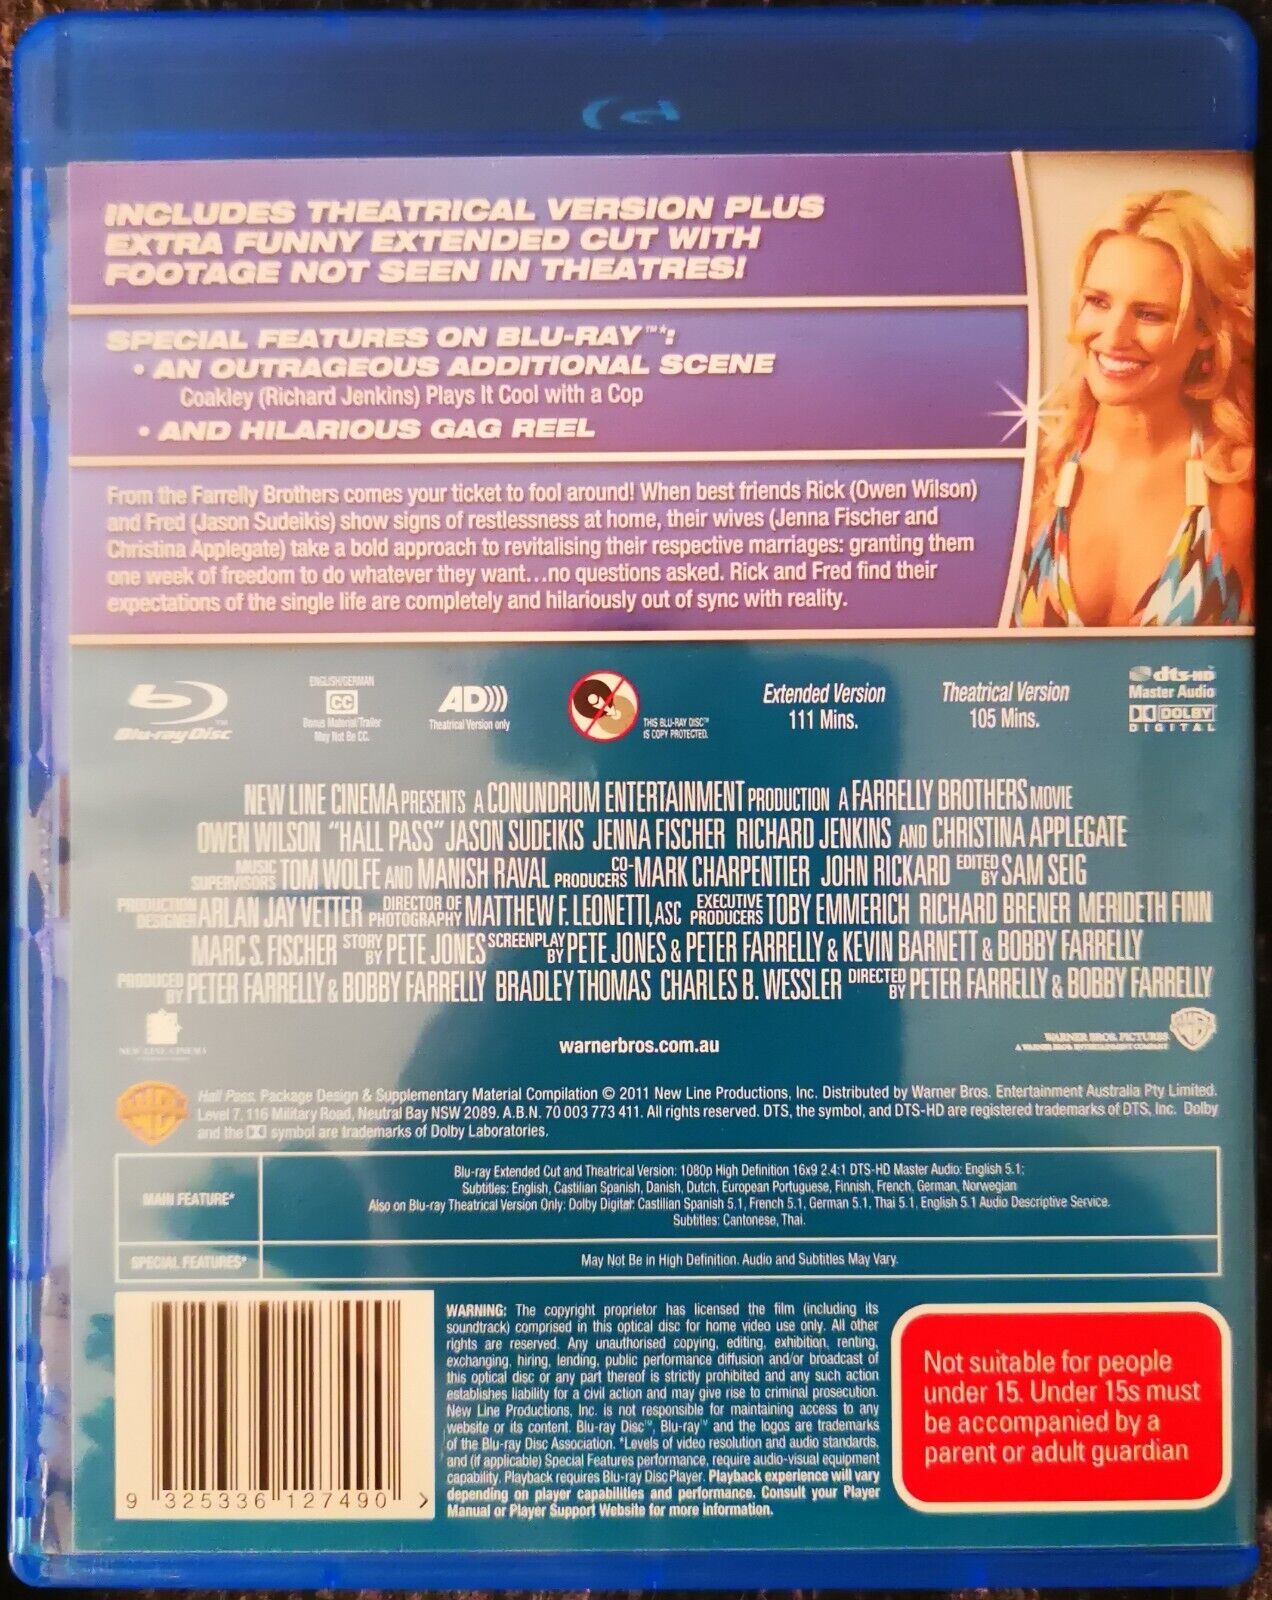 INCLUDES THEATRICAL VERSION PLUS
EXTRA FUNNY EXTENDED CUT WITH
FOOTAGE NOT SEEN IN THEATRES!
SPECIAL FEATURES ON BLU-RAY™*:
• AN OUTRAGEOUS ADDITIONAL SCENE
Coakley (Richard Jenkins) Plays It Cool with a Cop
• AND HILARIOUS GAG REEL
From the Farrelly Brothers comes your ticket to fool around! When best friends Rick (Owen Wilson)
and Fred (Jason Sudeikis) show signs of restlessness at home, their wives (Jenna Fischer and
Christina Applegate) take a bold approach to revitalising their respective marriages: granting them
one week of freedom to do whatever they want...no questions asked. Rick and Fred find their
expectations of the single life are completely and hilariously out of sync with reality.
Blu-ray Disc™
ENGLISH/GERMAN
CC
Bonus Material/Trailer
May Not Be CC.
AD)))
Theatrical Version only
THIS BLU-RAY DISC™
IS COPY PROTECTED.
Extended Version
111 Mins.
Theatrical Version
105 Mins.
dts-HD
Master Audio
DOLBY
DIGITAL
NEW LINE CINEMA PRESENTS A CONUNDRUM ENTERTAINMENT PRODUCTION A FARRELLY BROTHERS MOVIE
OWEN WILSON "HALL PASS" JASON SUDEIKIS JENNA FISCHER RICHARD JENKINS AND CHRISTINA APPLEGATE
MUSIC SUPERVISORS TOM WOLFE AND MANISH RAVAL CO-PRODUCERS MARK CHARPENTIER JOHN RICKARD EDITED BY SAM SEIG
PRODUCTION DESIGNER ARLAN JAY VETTER DIRECTOR OF PHOTOGRAPHY MATTHEW F. LEONETTI, ASC EXECUTIVE PRODUCERS TOBY EMMERICH RICHARD BRENER MERIDETH FINN
MARC S. FISCHER STORY BY PETE JONES SCREENPLAY BY PETE JONES & PETER FARRELLY & KEVIN BARNETT & BOBBY FARRELLY
PRODUCED BY PETER FARRELLY & BOBBY FARRELLY BRADLEY THOMAS CHARLES B. WESSLER DIRECTED BY PETER FARRELLY & BOBBY FARRELLY
NEW LINE CINEMA
warnerbros.com.au
WARNER BROS. PICTURES
A WARNER BROS. ENTERTAINMENT COMPANY
Hall Pass. Package Design & Supplementary Material Compilation © 2011 New Line Productions, Inc. Distributed by Warner Bros. Entertainment Australia Pty Limited.
Level 7, 116 Military Road, Neutral Bay NSW 2089. A.B.N. 70 003 773 411. All rights reserved. DTS, the symbol, and DTS-HD are registered trademarks of DTS, Inc. Dolby
and the symbol are trademarks of Dolby Laboratories.
MAIN FEATURE*
Blu-ray Extended Cut and Theatrical Version: 1080p High Definition 16x9 2.4:1 DTS-HD Master Audio: English 5.1;
Subtitles: English, Castilian Spanish, Danish, Dutch, European Portuguese, Finnish, French, German, Norwegian
Also on Blu-ray Theatrical Version Only: Dolby Digital: Castilian Spanish 5.1, French 5.1, German 5.1, Thai 5.1, English 5.1 Audio Descriptive Service.
Subtitles: Cantonese, Thai.
SPECIAL FEATURES*
May Not Be in High Definition. Audio and Subtitles May Vary.
9 325336 127490 >
WARNING: The copyright proprietor has licensed the film (including its
soundtrack) comprised in this optical disc for home video use only. All other
rights are reserved. Any unauthorised copying, editing, exhibition, renting,
exchanging, hiring, lending, public performance diffusion and/or broadcast of
this optical disc or any part thereof is strictly prohibited and any such action
establishes liability for a civil action and may give rise to criminal prosecution.
New Line Productions, Inc. is not responsible for maintaining access to any
website or its content. Blu-ray Disc™, Blu-ray™ and the logos are trademarks
of the Blu-ray Disc Association. *Levels of video resolution and audio standards,
and (if applicable) Special Features performance, require audio-visual equipment
capability. Playback requires Blu-ray Disc Player. Playback experience will vary
depending on player capabilities and performance. Consult your Player
Manual or Player Support Website for more information.
Not suitable for people
under 15. Under 15s must
be accompanied by a
parent or adult guardian